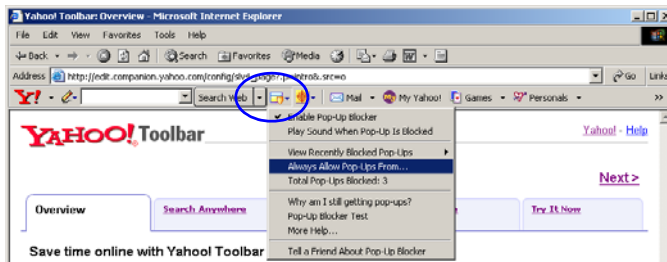 Yahoo! Toolbar: Overview - Microsoft Internet Explorer
File Edit View Favorites Tools Help
Back Search Favorites Media
Address http://edit.companion.yahoo.com/config/ Go Links
Y! Search Web Mail My Yahoo! Games Personals »
Enable Pop-Up Blocker
Play Sound When Pop-Up Is Blocked
YAHOO! Toolbar Yahoo! - Help
View Recently Blocked Pop-Ups
Always Allow Pop-Ups From...
Total Pop-Ups Blocked: 3
Next >
Why am I still getting pop-ups?
Overview Search Anywhere Try It Now
Pop-Up Blocker Test
More Help...
Save time online with Yahoo! Toolbar
Tell a Friend About Pop-Up Blocker